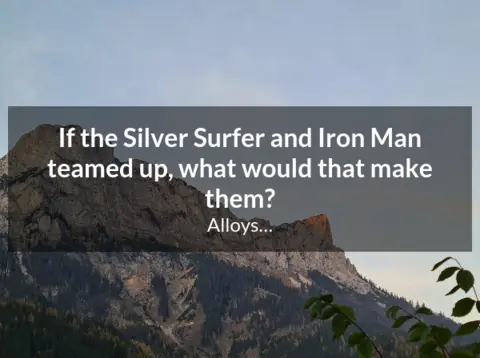 If the Silver Surfer and Iron Man
teamed up, what would that make
them?
Alloys...